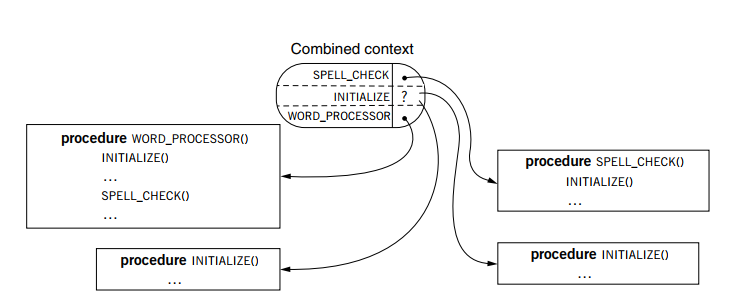 Combined context
SPELL_CHECK
INITIALIZE ?
WORD_PROCESSOR
procedure WORD_PROCESSOR()
INITIALIZE()
...
SPELL_CHECK()
...
procedure INITIALIZE()
...
procedure SPELL_CHECK()
INITIALIZE()
...
procedure INITIALIZE()
...